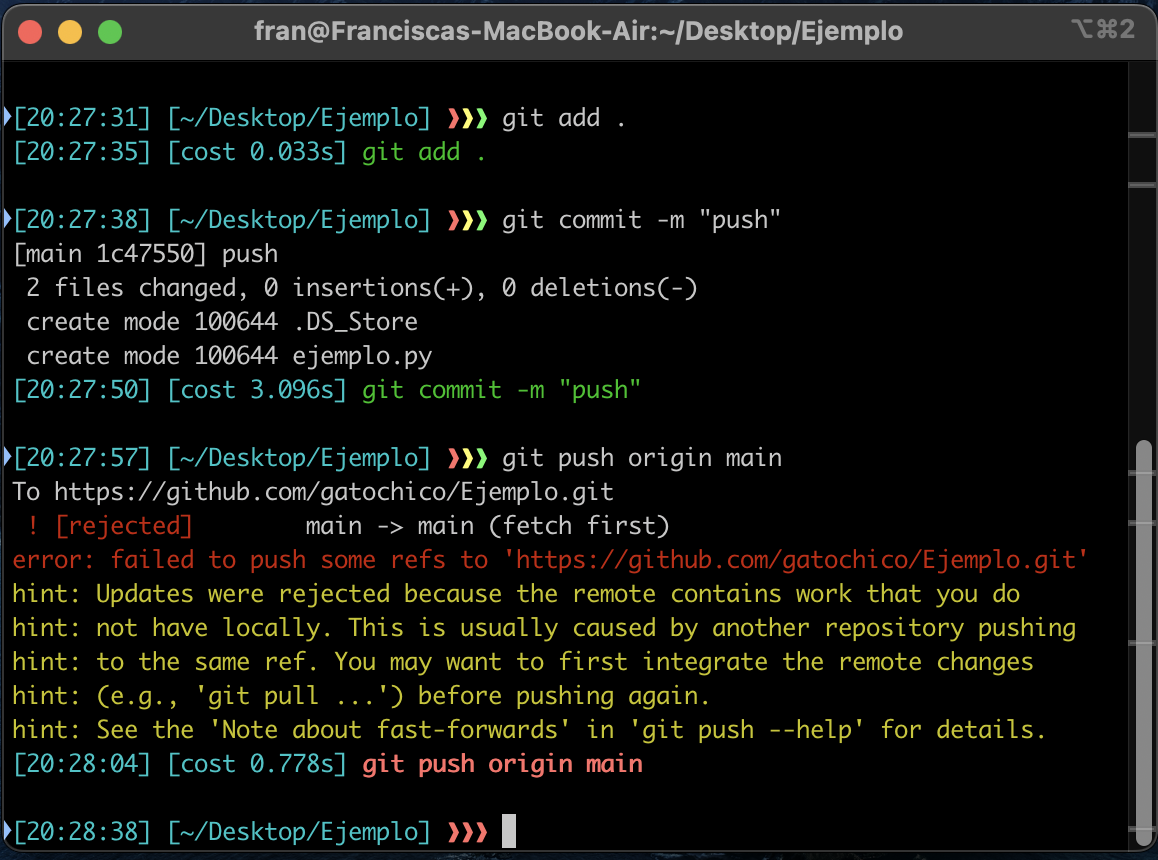 fran@Franciscas-MacBook-Air:~/Desktop/Ejemplo ⌥⌘2
[20:27:31] [~/Desktop/Ejemplo] ❯❯❯ git add .
[20:27:35] [cost 0.033s] git add .
[20:27:38] [~/Desktop/Ejemplo] ❯❯❯ git commit -m "push"
[main 1c47550] push
2 files changed, 0 insertions(+), 0 deletions(-)
create mode 100644 .DS_Store
create mode 100644 ejemplo.py
[20:27:50] [cost 3.096s] git commit -m "push"
[20:27:57] [~/Desktop/Ejemplo] ❯❯❯ git push origin main
To https://github.com/gatochico/Ejemplo.git
! [rejected] main -> main (fetch first)
error: failed to push some refs to 'https://github.com/gatochico/Ejemplo.git'
hint: Updates were rejected because the remote contains work that you do
hint: not have locally. This is usually caused by another repository pushing
hint: to the same ref. You may want to first integrate the remote changes
hint: (e.g., 'git pull ...') before pushing again.
hint: See the 'Note about fast-forwards' in 'git push --help' for details.
[20:28:04] [cost 0.778s] git push origin main
[20:28:38] [~/Desktop/Ejemplo] ❯❯❯